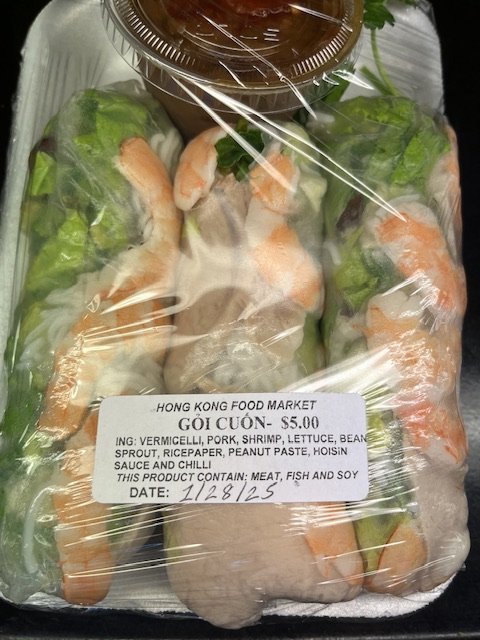 HONG KONG FOOD MARKET
GỎI CUỐN- $5.00
ING: VERMICELLI, PORK, SHRIMP, LETTUCE, BEAN
SPROUT, RICEPAPER, PEANUT PASTE, HOISIN
SAUCE AND CHILLI
THIS PRODUCT CONTAIN: MEAT, FISH AND SOY
DATE: 1/28/25